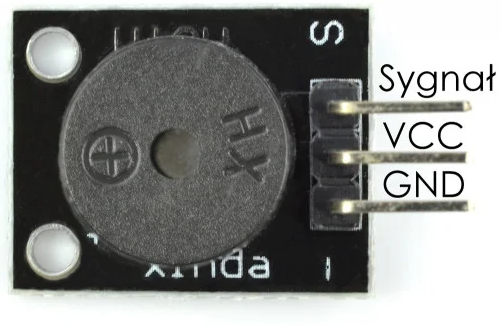 S
Sygnał
VCC
GND
HX
xinda
-